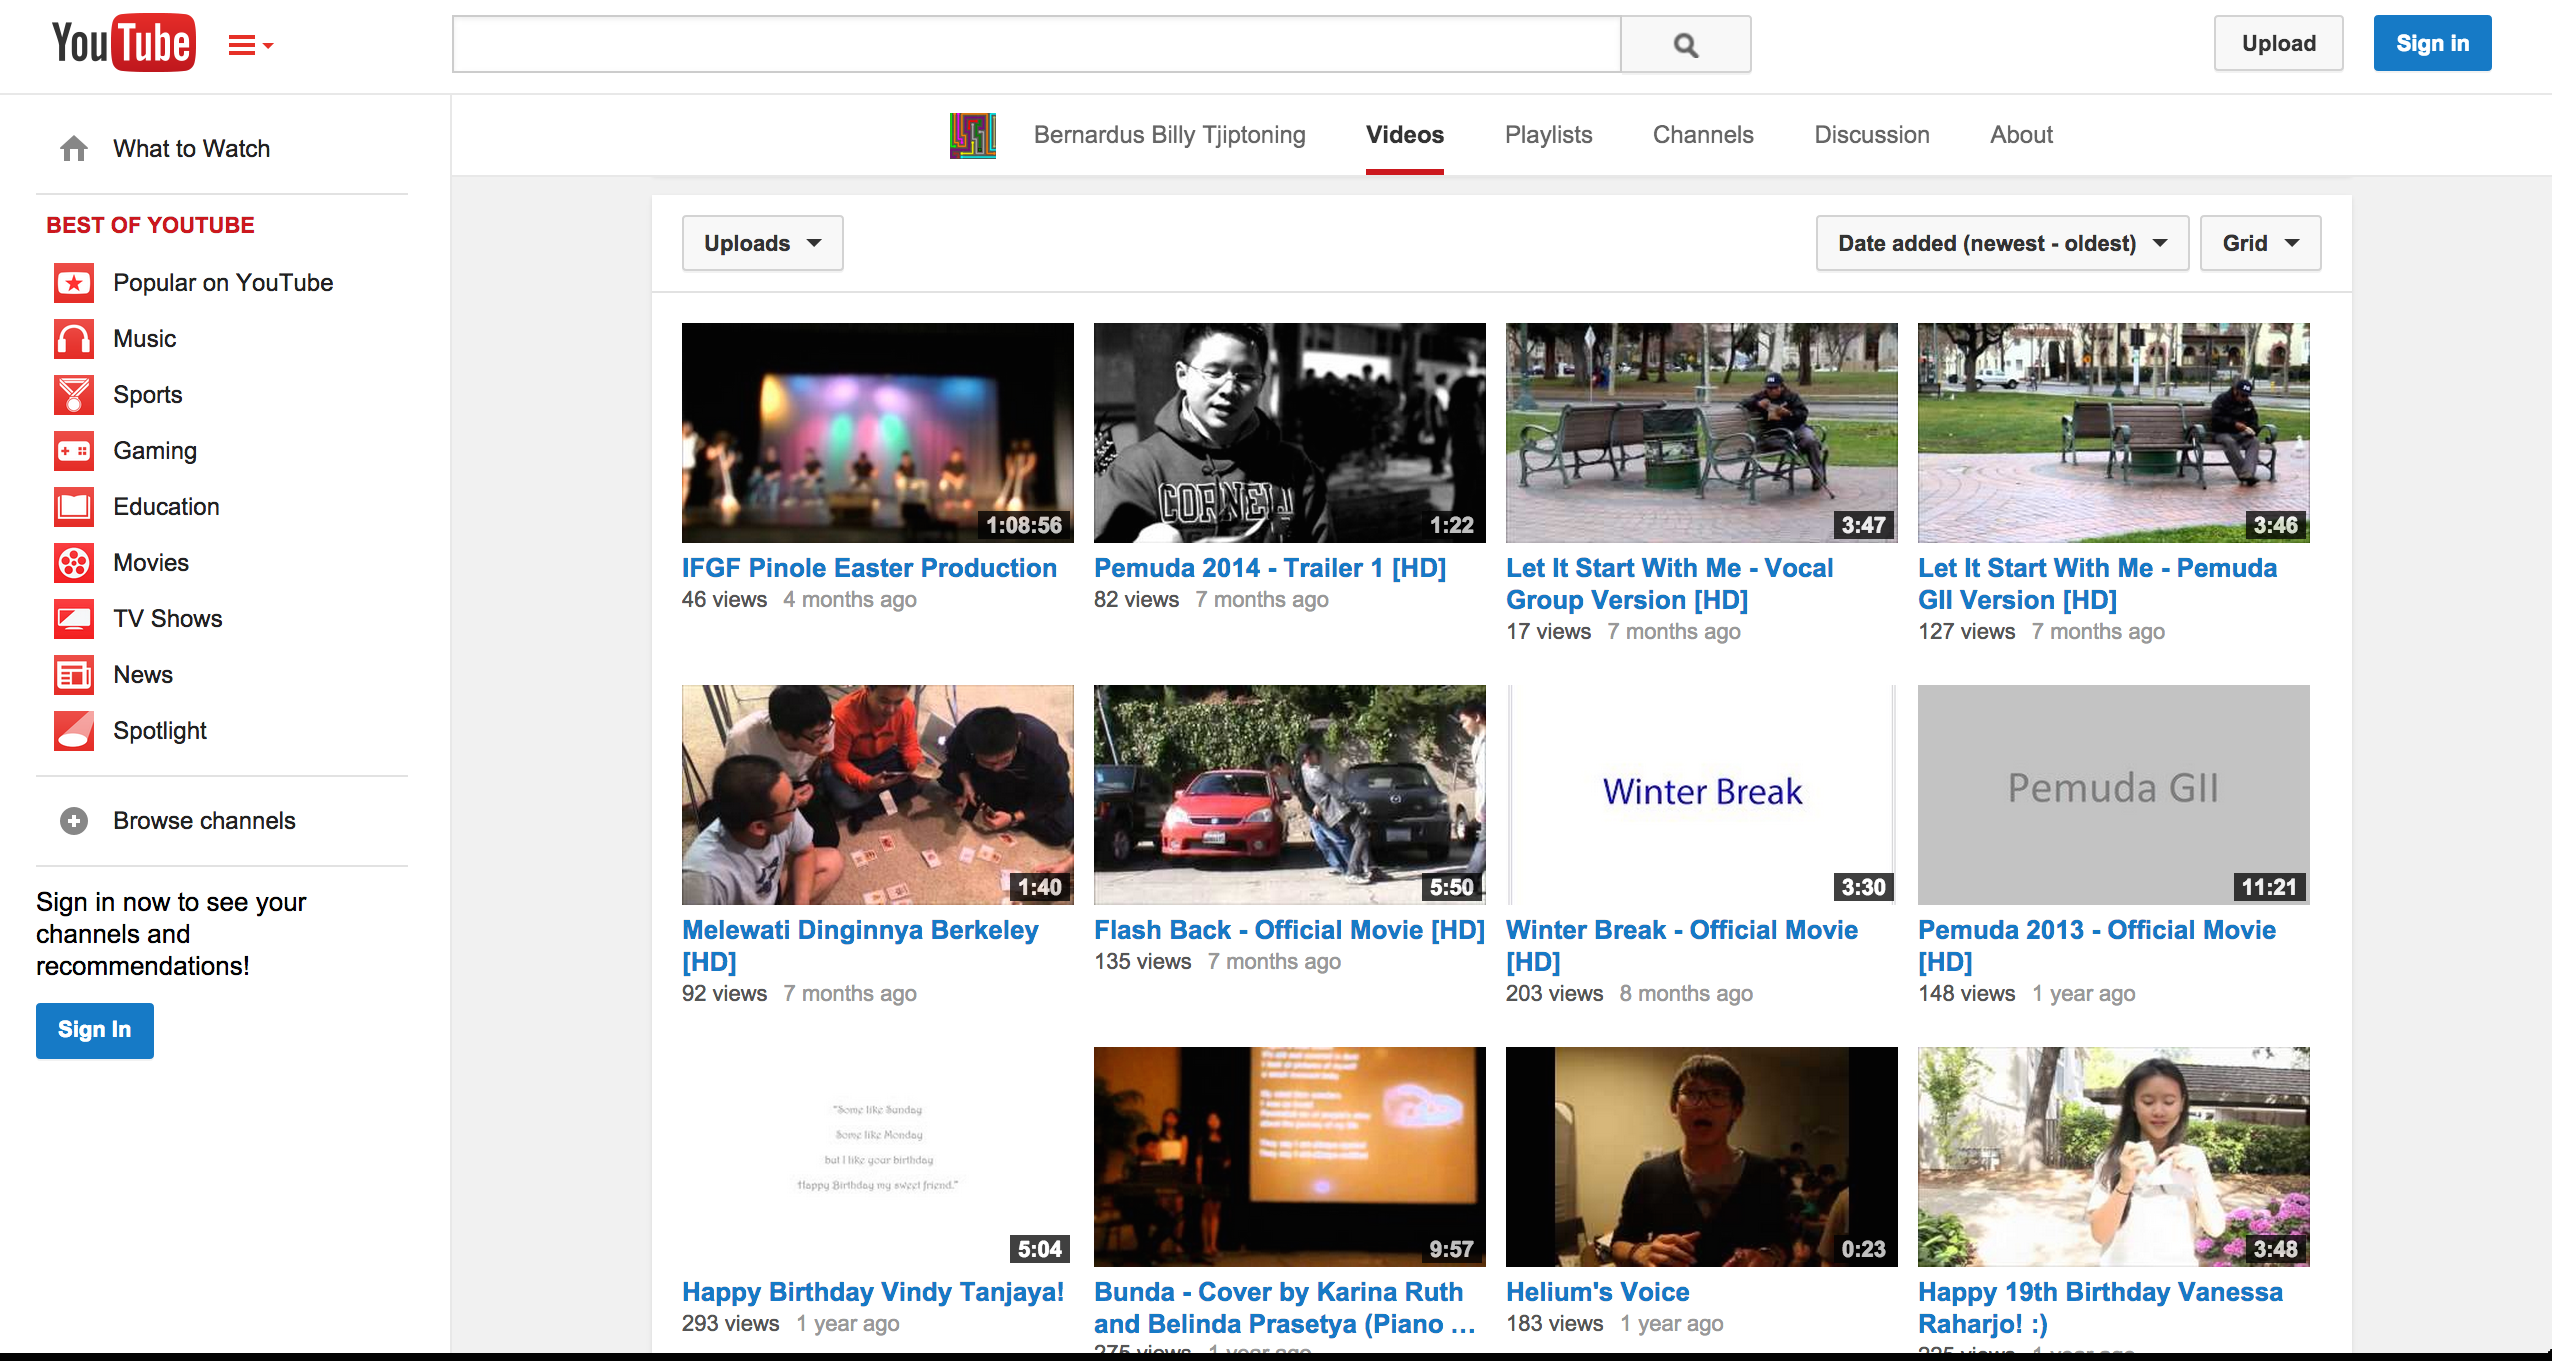 YouTube
Upload
Sign in
What to Watch
BEST OF YOUTUBE
Popular on YouTube
Music
Sports
Gaming
Education
Movies
TV Shows
News
Spotlight
Browse channels
Sign in now to see your
channels and
recommendations!
Sign In
Bernardus Billy Tjiptoning
Videos
Playlists
Channels
Discussion
About
Uploads
Date added (newest - oldest)
Grid
1:08:56
IFGF Pinole Easter Production
46 views 4 months ago
CORNELL
1:22
Pemuda 2014 - Trailer 1 [HD]
82 views 7 months ago
3:47
Let It Start With Me - Vocal
Group Version [HD]
17 views 7 months ago
3:46
Let It Start With Me - Pemuda
GII Version [HD]
127 views 7 months ago
1:40
Melewati Dinginnya Berkeley
[HD]
92 views 7 months ago
5:50
Flash Back - Official Movie [HD]
135 views 7 months ago
Winter Break
3:30
Winter Break - Official Movie
[HD]
203 views 8 months ago
Pemuda GII
11:21
Pemuda 2013 - Official Movie
[HD]
148 views 1 year ago
"Some like Sunday
Some like Monday
but I like your birthday
Happy Birthday my sweet friend."
5:04
Happy Birthday Vindy Tanjaya!
293 views 1 year ago
9:57
Bunda - Cover by Karina Ruth
and Belinda Prasetya (Piano ...
275 views 1 year ago
0:23
Helium's Voice
183 views 1 year ago
3:48
Happy 19th Birthday Vanessa
Raharjo! :)
1 year ago